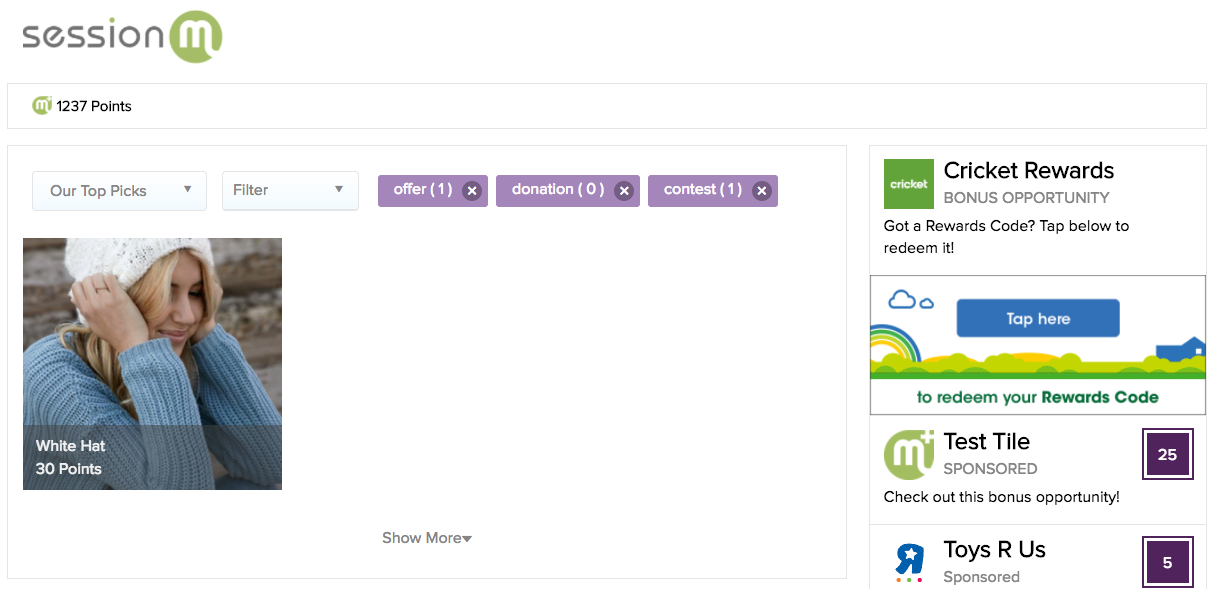 session m
m 1237 Points
Our Top Picks
Filter
offer ( 1 )
donation ( 0 )
contest ( 1 )
White Hat
30 Points
Show More
cricket
Cricket Rewards
BONUS OPPORTUNITY
Got a Rewards Code? Tap below to
redeem it!
Tap here
to redeem your Rewards Code
m+
Test Tile
SPONSORED
25
Check out this bonus opportunity!
R
Toys R Us
Sponsored
5